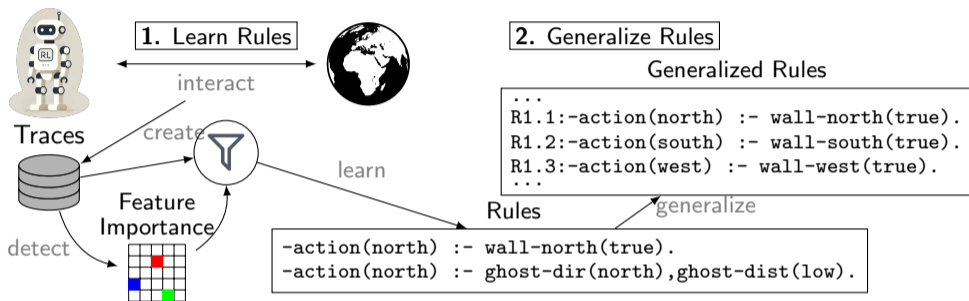 1. Learn Rules
2. Generalize Rules
RL
interact
Traces
create
Feature
Importance
detect
learn
Rules
-action(north) :- wall-north(true).
-action(north) :- ghost-dir(north),ghost-dist(low).
generalize
Generalized Rules
...
R1.1:-action(north) :- wall-north(true).
R1.2:-action(south) :- wall-south(true).
R1.3:-action(west) :- wall-west(true).
...